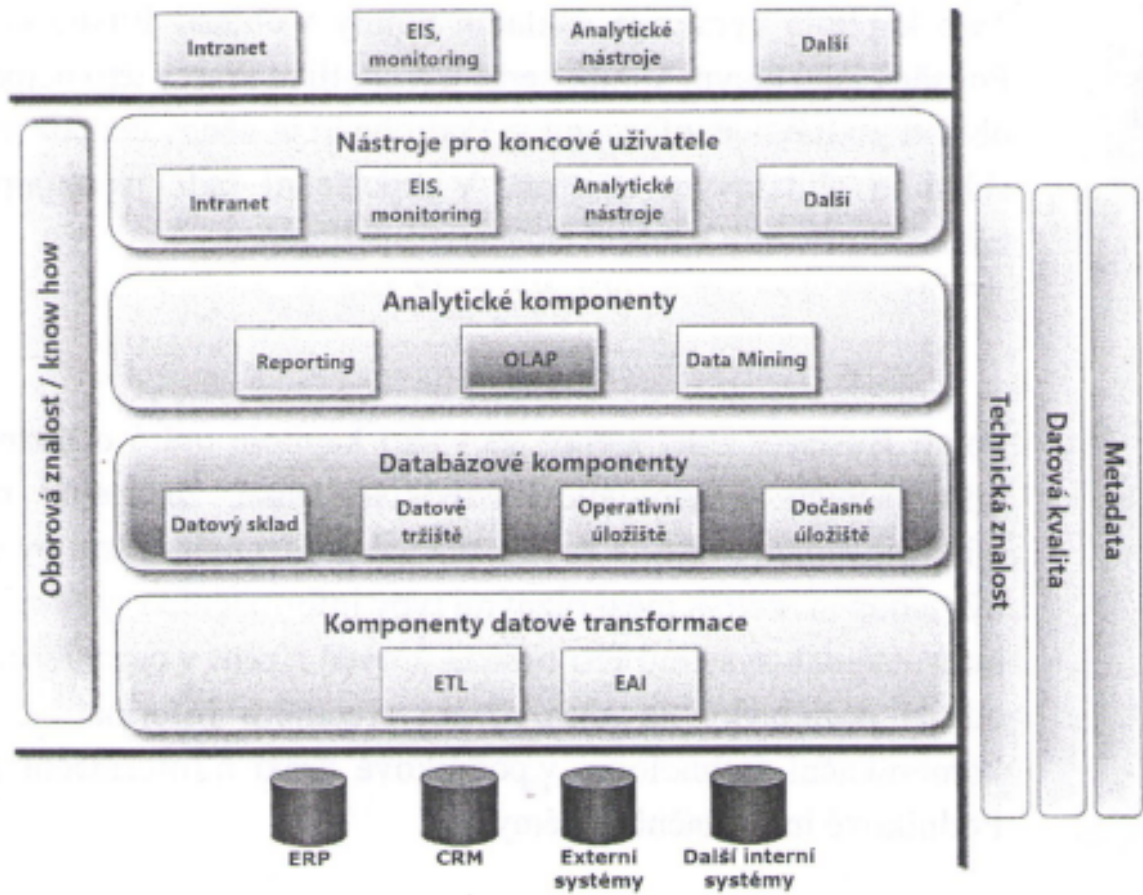 Intranet
EIS,
monitoring
Analytické
nástroje
Další
Oborová znalost / know how
Nástroje pro koncové uživatele
Intranet
EIS,
monitoring
Analytické
nástroje
Další
Analytické komponenty
Reporting
OLAP
Data Mining
Databázové komponenty
Datový sklad
Datové
tržiště
Operativní
úložiště
Dočasné
úložiště
Komponenty datové transformace
ETL
EAI
Technická znalost
Datová kvalita
Metadata
ERP
CRM
Externí
systémy
Další interní
systémy